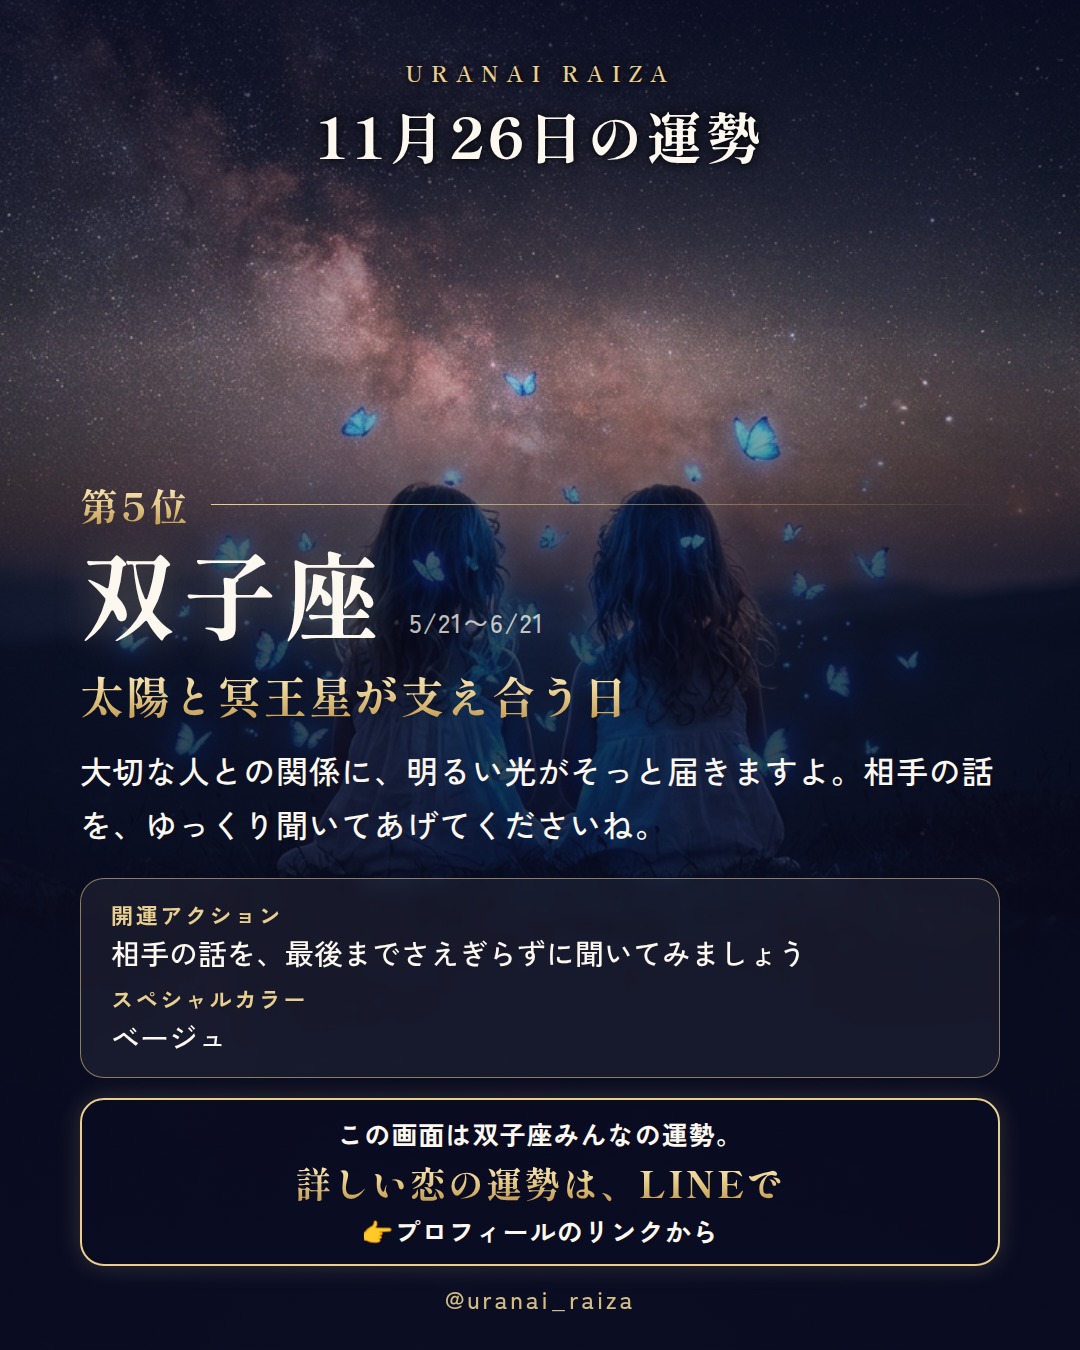 URANAI RAIZA
11月26日の運勢
第5位
双子座 5/21〜6/21
太陽と冥王星が支え合う日
大切な人との関係に、明るい光がそっと届きますよ。相手の話
を、ゆっくり聞いてあげてくださいね。
開運アクション
相手の話を、最後までさえぎらずに聞いてみましょう
スペシャルカラー
ベージュ
この画面は双子座みんなの運勢。
詳しい恋の運勢は、LINEで
👉プロフィールのリンクから
@uranai_raiza